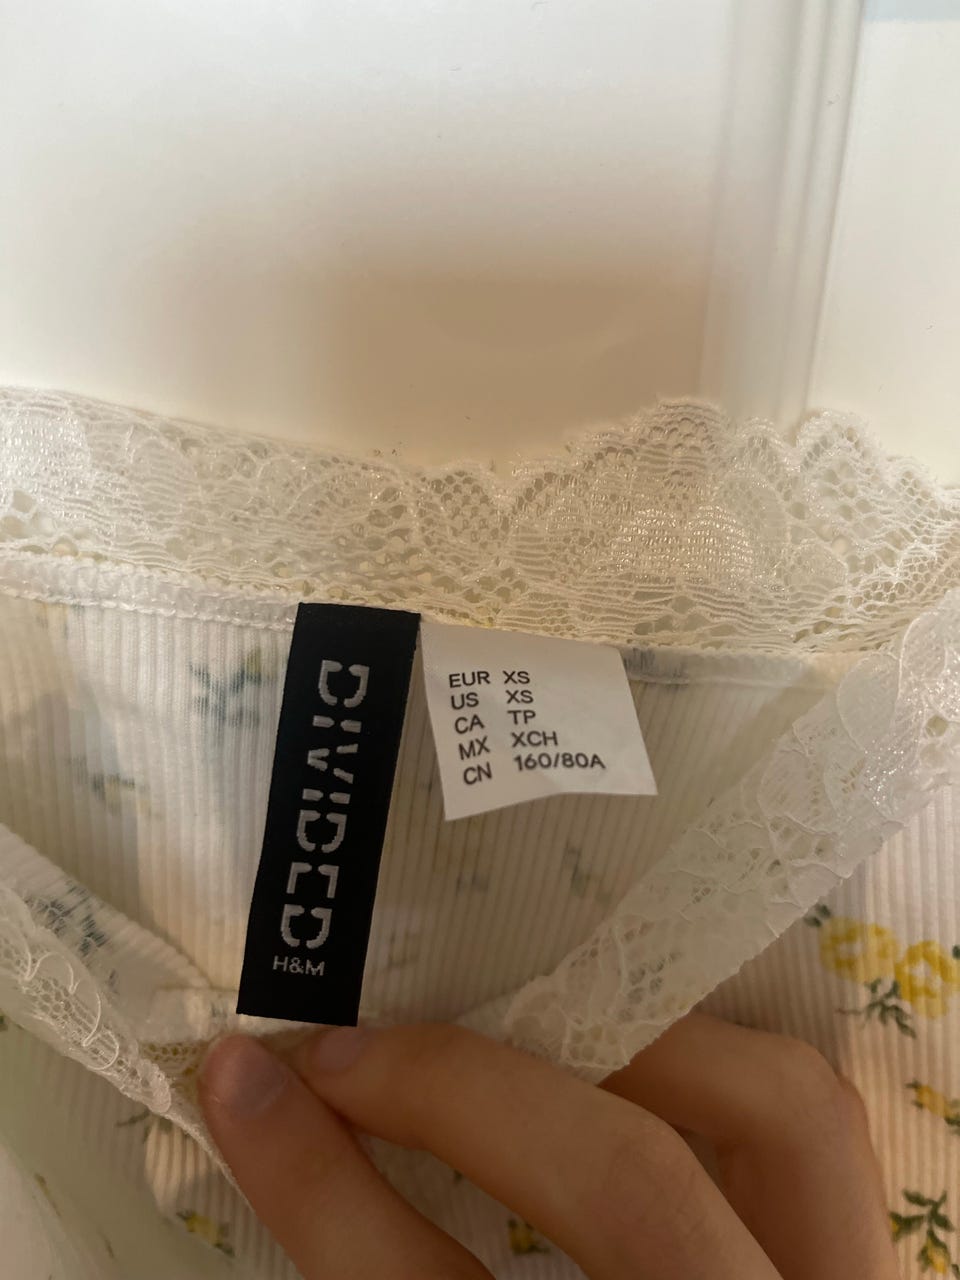 DIVIDED
H&M
EUR XS
US XS
CA TP
MX XCH
CN 160/80A